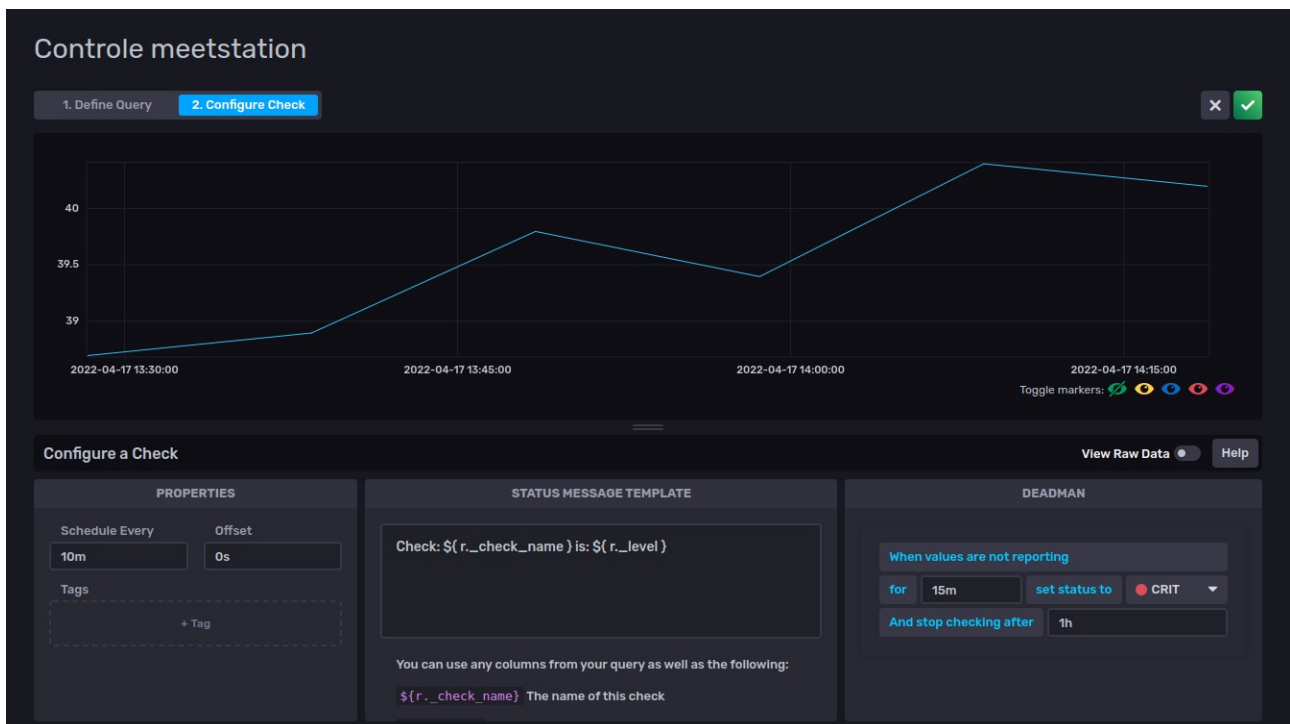 Controle meetstation
1. Define Query 2. Configure Check
40
39.5
39
2022-04-17 13:30:00 2022-04-17 13:45:00 2022-04-17 14:00:00 2022-04-17 14:15:00
Toggle markers:
Configure a Check View Raw Data Help
PROPERTIES STATUS MESSAGE TEMPLATE DEADMAN
Schedule Every Offset
10m 0s
Tags
+ Tag
Check: ${ r._check_name } is: ${ r._level }
You can use any columns from your query as well as the following:
${r._check_name} The name of this check
When values are not reporting
for 15m set status to CRIT
And stop checking after 1h